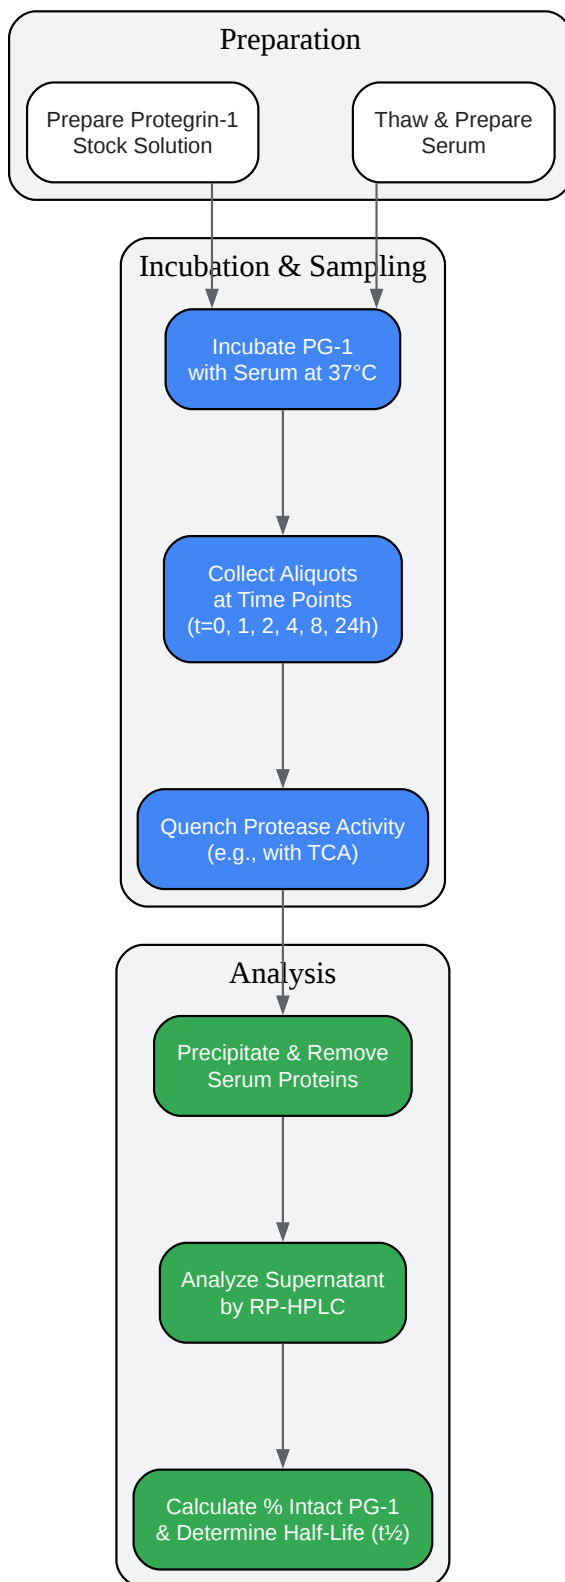 Preparation
Prepare Protegrin-1
Stock Solution
Thaw & Prepare
Serum
Incubation & Sampling
Incubate PG-1
with Serum at 37°C
Collect Aliquots
at Time Points
(t=0, 1, 2, 4, 8, 24h)
Quench Protease Activity
(e.g., with TCA)
Analysis
Precipitate & Remove
Serum Proteins
Analyze Supernatant
by RP-HPLC
Calculate % Intact PG-1
& Determine Half-Life (t½)